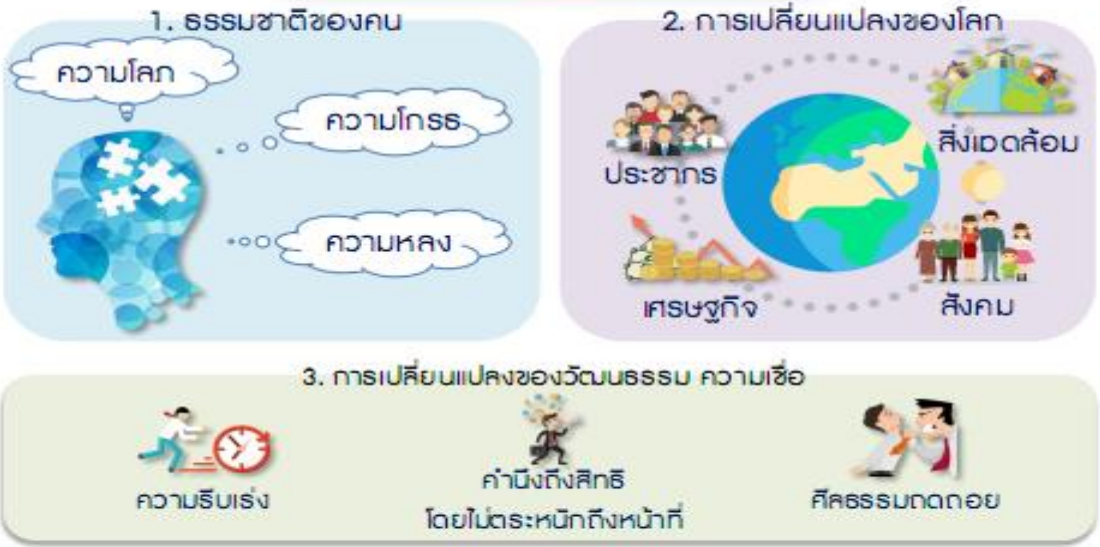 1. ธรรมชาติของคน
ความโลภ
ความโกรธ
ความหลง
2. การเปลี่ยนแปลงของโลก
ประชากร
สิ่งแวดล้อม
เศรษฐกิจ
สังคม
3. การเปลี่ยนแปลงของวัฒนธรรม ความเชื่อ
ความรีบเร่ง
คำนึงถึงสิทธิ
โดยไม่ตระหนักถึงหน้าที่
ศีลธรรมถดถอย